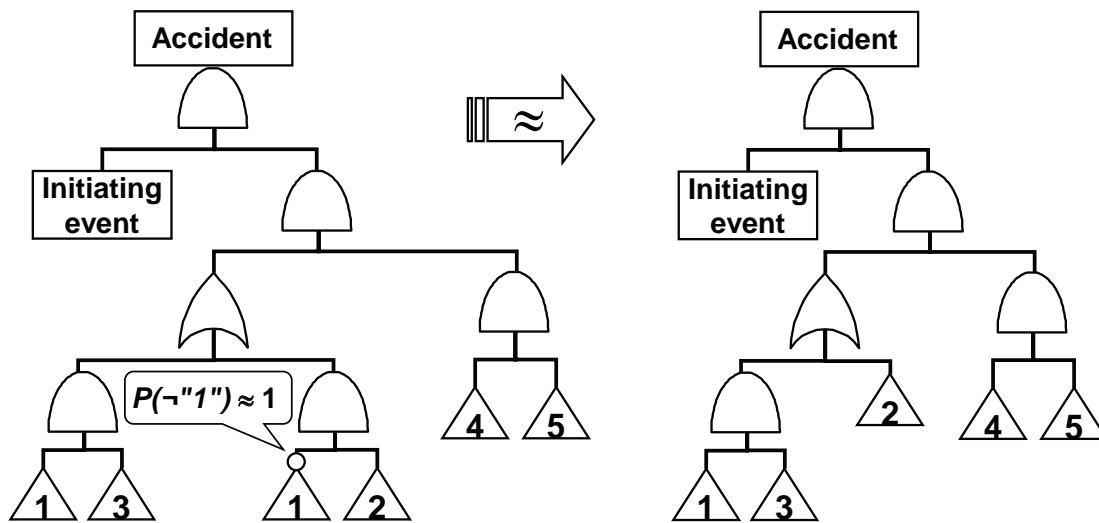 Accident
Initiating
event
P(¬"1") ≈ 1
4
5
1
3
1
2
≈
Accident
Initiating
event
2
4
5
1
3